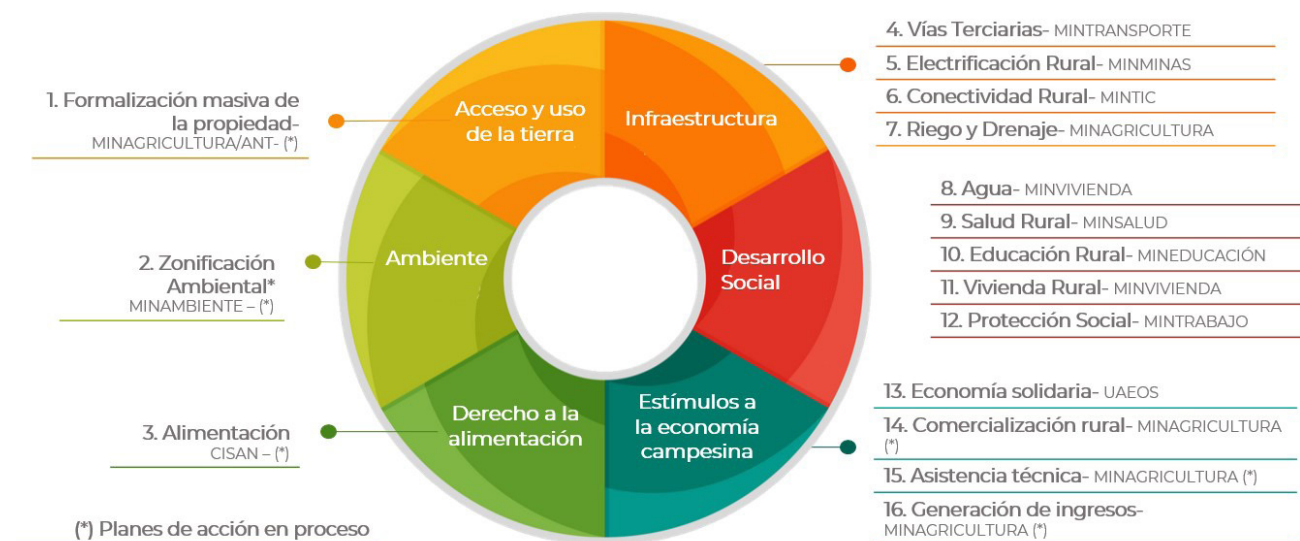 Acceso y uso
de la tierra
Infraestructura
Desarrollo
Social
Estímulos a
la economía
campesina
Derecho a la
alimentación
Ambiente
1. Formalización masiva de
la propiedad-
MINAGRICULTURA/ANT- (*)
2. Zonificación
Ambiental*
MINAMBIENTE – (*)
3. Alimentación
CISAN – (*)
4. Vías Terciarias- MINTRANSPORTE
5. Electrificación Rural- MINMINAS
6. Conectividad Rural- MINTIC
7. Riego y Drenaje- MINAGRICULTURA
8. Agua- MINVIVIENDA
9. Salud Rural- MINSALUD
10. Educación Rural- MINEDUCACIÓN
11. Vivienda Rural- MINVIVIENDA
12. Protección Social- MINTRABAJO
13. Economía solidaria- UAEOS
14. Comercialización rural- MINAGRICULTURA
(*)
15. Asistencia técnica- MINAGRICULTURA (*)
16. Generación de ingresos-
MINAGRICULTURA (*)
(*) Planes de acción en proceso